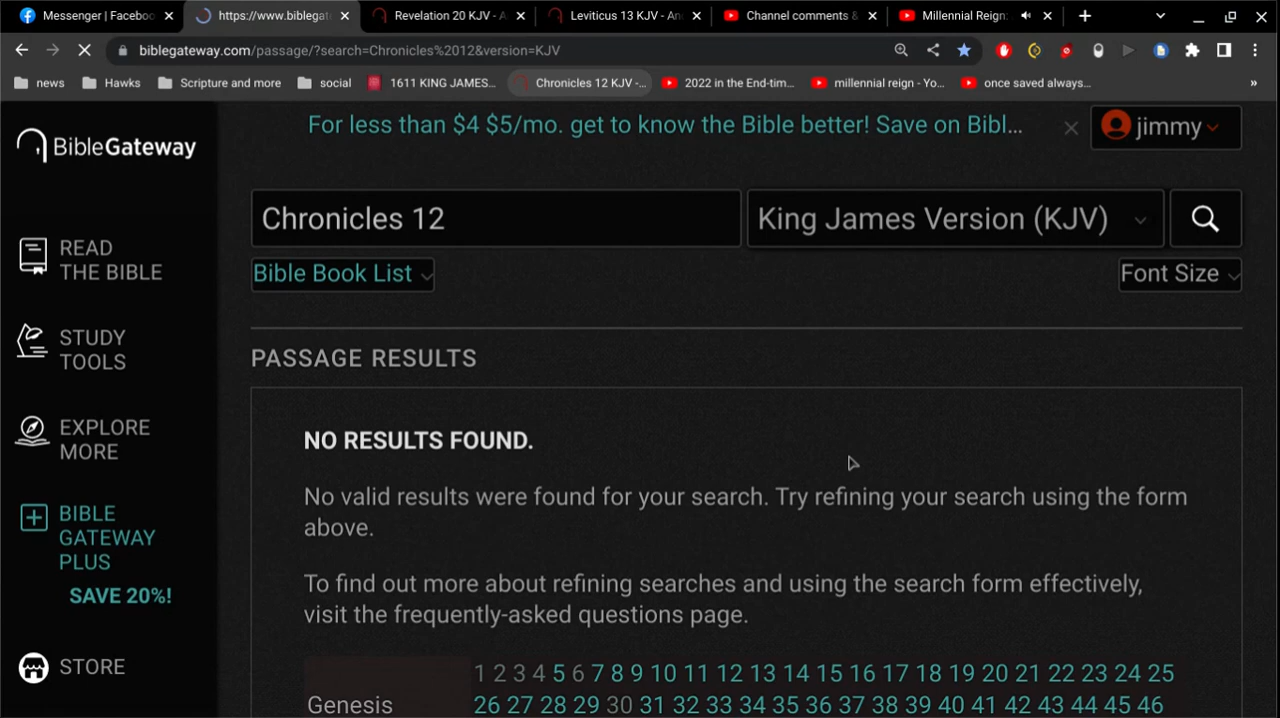 Messenger | Faceboo
https://www.biblegat
Revelation 20 KJV - A
Leviticus 13 KJV - An
Channel comments &
Millennial Reign:
biblegateway.com/passage/?search=Chronicles%2012&version=KJV
news
Hawks
Scripture and more
social
1611 KING JAMES...
Chronicles 12 KJV -...
2022 in the End-tim...
millennial reign - Yo...
once saved always...
»
For less than $4 $5/mo. get to know the Bible better! Save on Bibl...
jimmy
BibleGateway
Chronicles 12
King James Version (KJV)
Bible Book List
Font Size
READ
THE BIBLE
STUDY
TOOLS
EXPLORE
MORE
BIBLE
GATEWAY
PLUS
SAVE 20%!
STORE
PASSAGE RESULTS
NO RESULTS FOUND.
No valid results were found for your search. Try refining your search using the form
above.
To find out more about refining searches and using the search form effectively,
visit the frequently-asked questions page.
Genesis
1 2 3 4 5 6 7 8 9 10 11 12 13 14 15 16 17 18 19 20 21 22 23 24 25
26 27 28 29 30 31 32 33 34 35 36 37 38 39 40 41 42 43 44 45 46